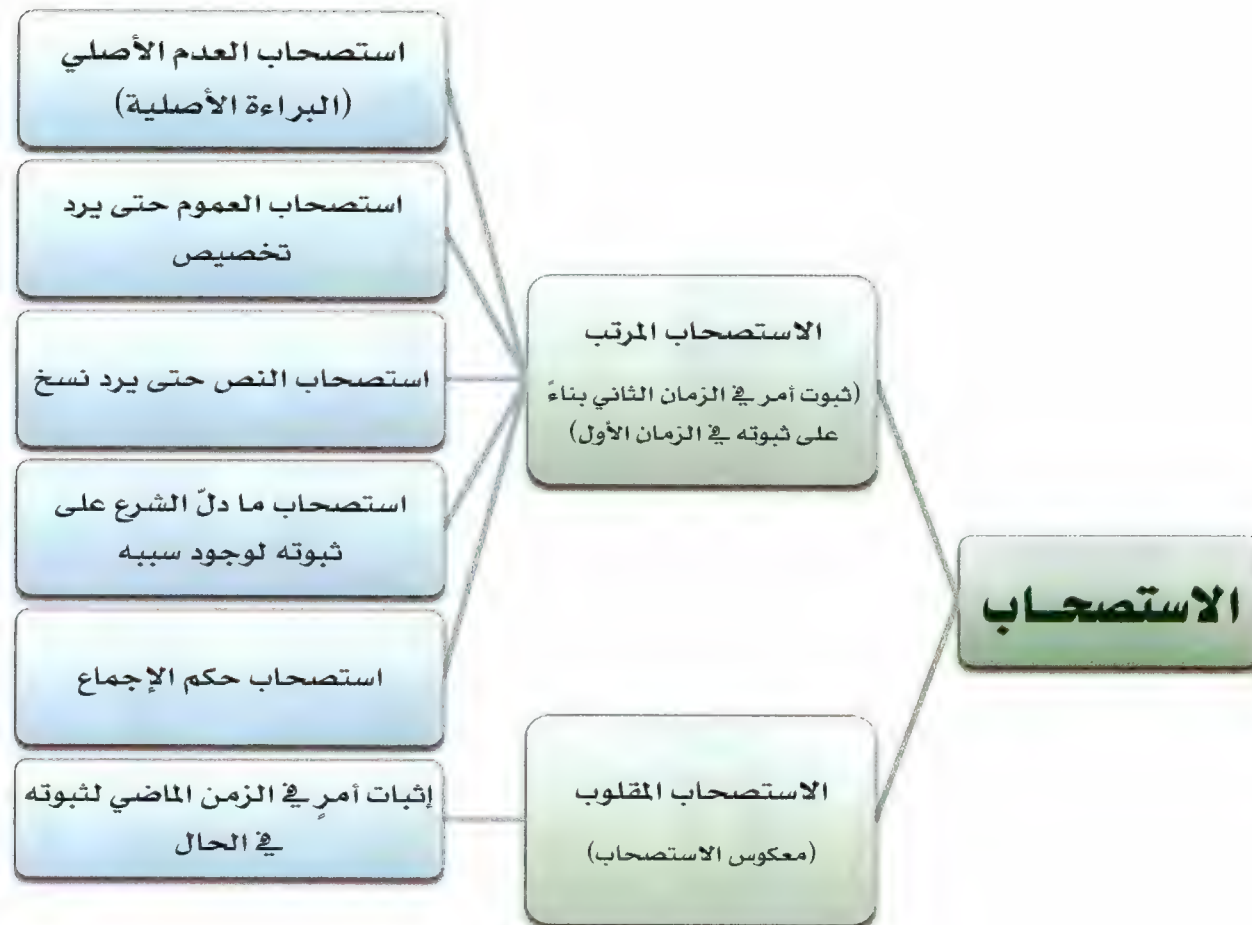 الاستصحاب
الاستصحاب المرتب
(ثبوت أمر في الزمان الثاني بناءً
على ثبوته في الزمان الأول)
استصحاب العدم الأصلي
(البراءة الأصلية)
استصحاب العموم حتى يرد
تخصيص
استصحاب النص حتى يرد نسخ
استصحاب ما دلّ الشرع على
ثبوته لوجود سببه
استصحاب حكم الإجماع
الاستصحاب المقلوب
(معكوس الاستصحاب)
إثبات أمرٍ في الزمن الماضي لثبوته
في الحال